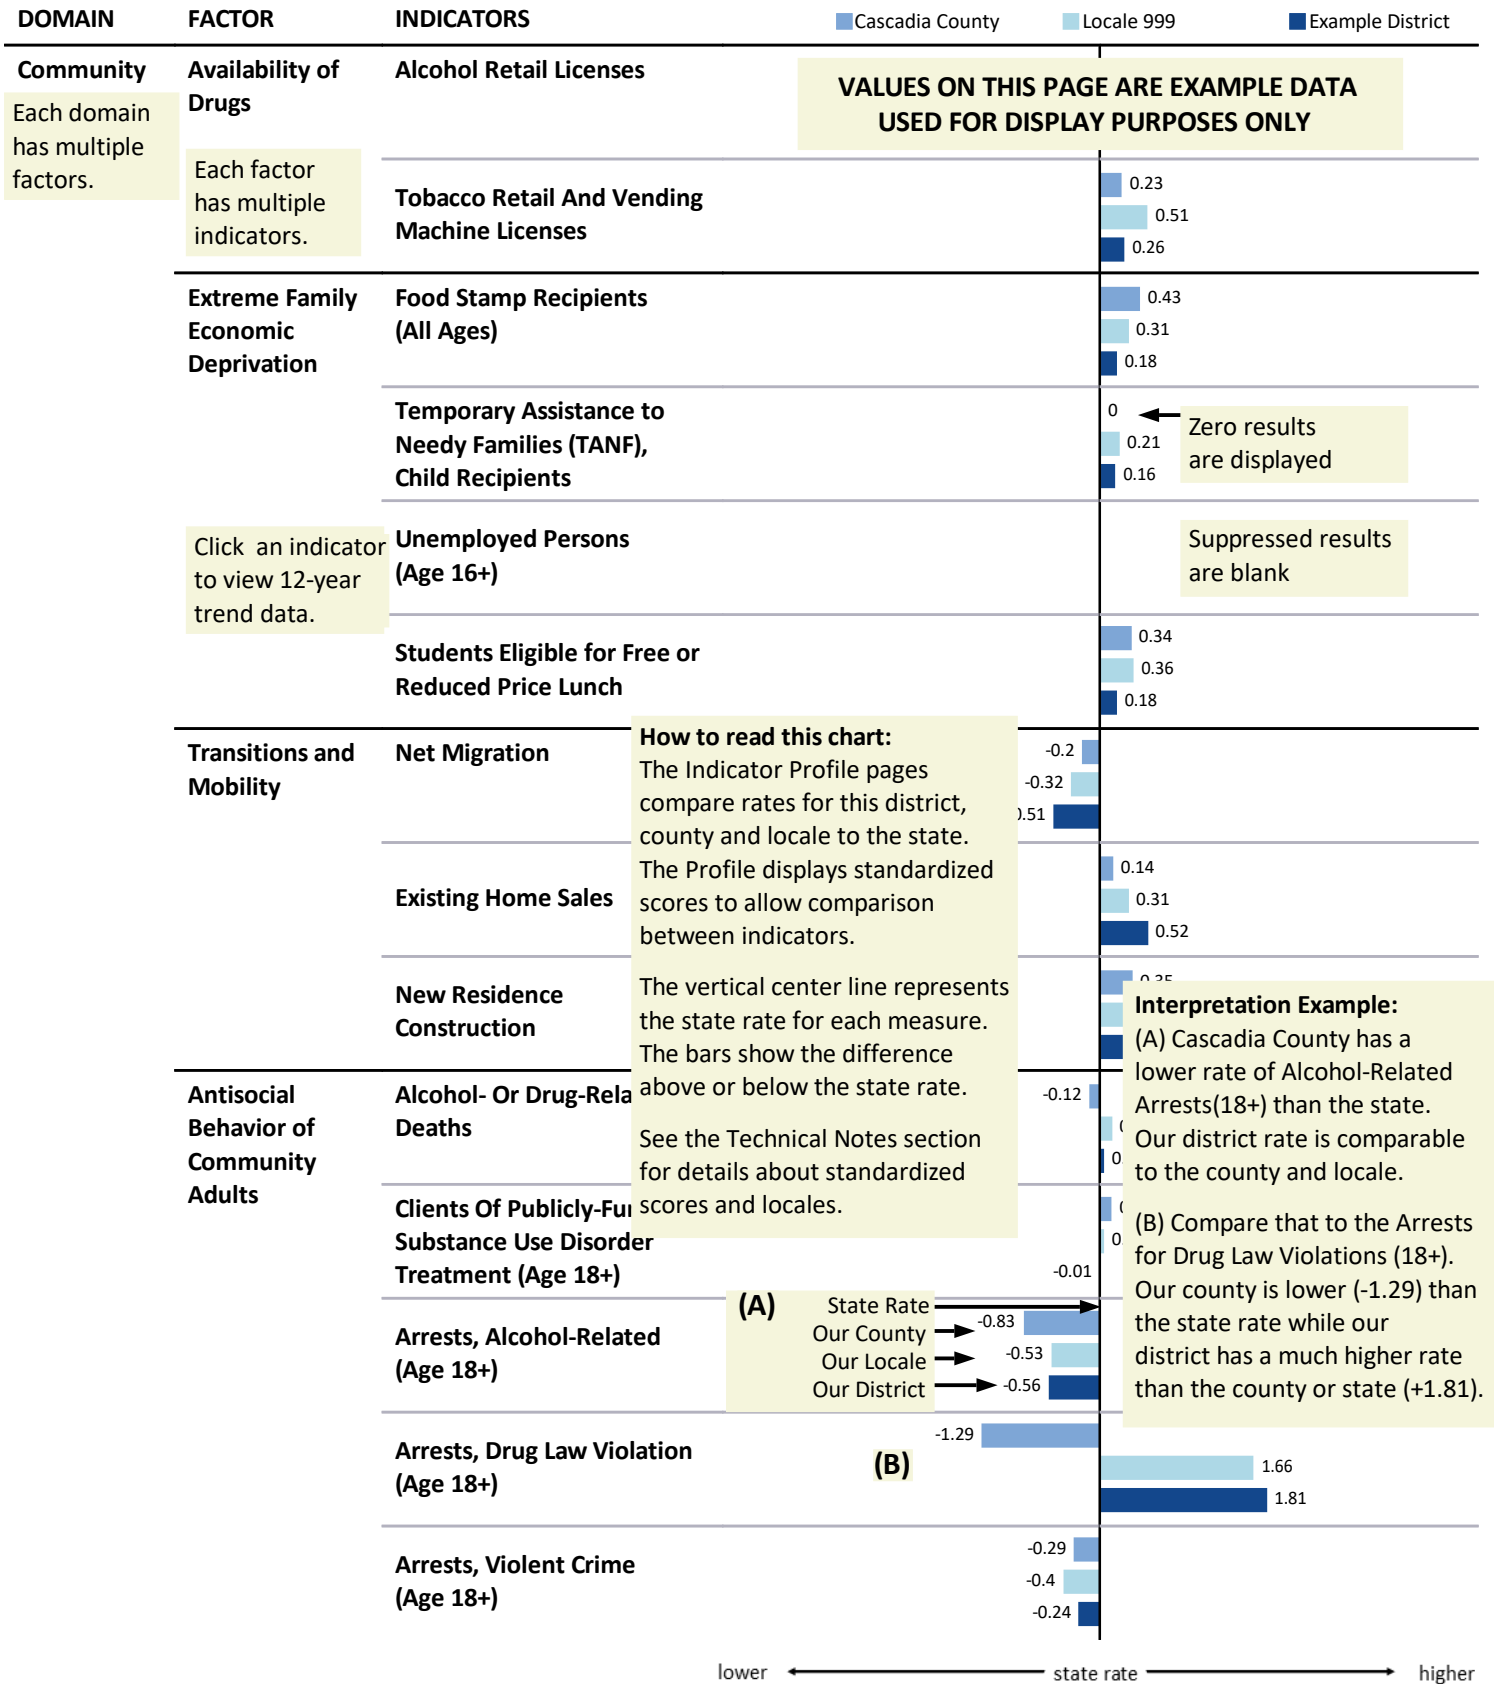 DOMAIN FACTOR INDICATORS Cascadia County Locale 999 Example District
Community
Each domain
has multiple
factors.
Availability of
Drugs
Each factor
has multiple
indicators.
Alcohol Retail Licenses
VALUES ON THIS PAGE ARE EXAMPLE DATA
USED FOR DISPLAY PURPOSES ONLY
Tobacco Retail And Vending
Machine Licenses
0.23
0.51
0.26
Extreme Family
Economic
Deprivation
Food Stamp Recipients
(All Ages)
0.43
0.31
0.18
Temporary Assistance to
Needy Families (TANF),
Child Recipients
0
0.21
0.16
Zero results
are displayed
Click an indicator
to view 12-year
trend data.
Unemployed Persons
(Age 16+)
Suppressed results
are blank
Students Eligible for Free or
Reduced Price Lunch
0.34
0.36
0.18
Transitions and
Mobility
Net Migration
-0.2
-0.32
.51
How to read this chart:
The Indicator Profile pages
compare rates for this district,
county and locale to the state.
The Profile displays standardized
scores to allow comparison
between indicators.
The vertical center line represents
the state rate for each measure.
The bars show the difference
above or below the state rate.
See the Technical Notes section
for details about standardized
scores and locales.
Existing Home Sales
0.14
0.31
0.52
New Residence
Construction
Interpretation Example:
(A) Cascadia County has a
lower rate of Alcohol-Related
Arrests(18+) than the state.
Our district rate is comparable
to the county and locale.
(B) Compare that to the Arrests
for Drug Law Violations (18+).
Our county is lower (-1.29) than
the state rate while our
district has a much higher rate
than the county or state (+1.81).
Antisocial
Behavior of
Community
Adults
Alcohol- Or Drug-Rela
Deaths
-0.12
Clients Of Publicly-Fu
Substance Use Disorder
Treatment (Age 18+)
-0.01
Arrests, Alcohol-Related
(Age 18+)
(A) State Rate
Our County -0.83
Our Locale -0.53
Our District -0.56
Arrests, Drug Law Violation
(Age 18+)
(B)
-1.29
1.66
1.81
Arrests, Violent Crime
(Age 18+)
-0.29
-0.4
-0.24
lower state rate higher